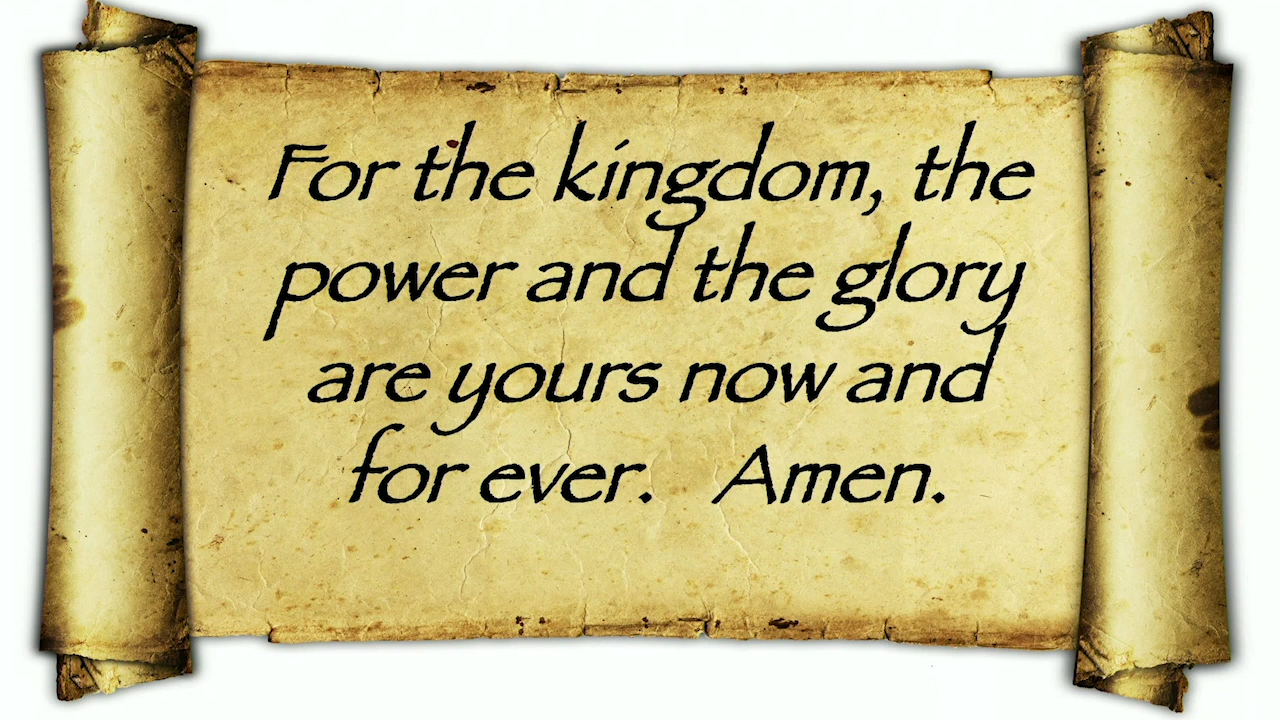 For the kingdom, the
power and the glory
are yours now and
for ever.   Amen.